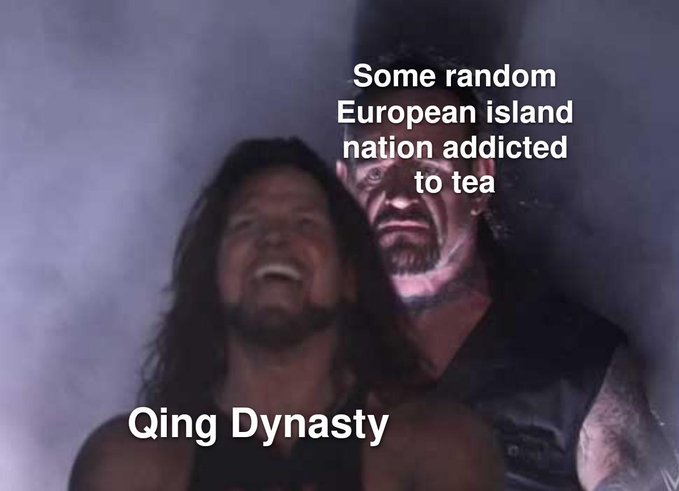 Some random
European island
nation addicted
to tea
Qing Dynasty